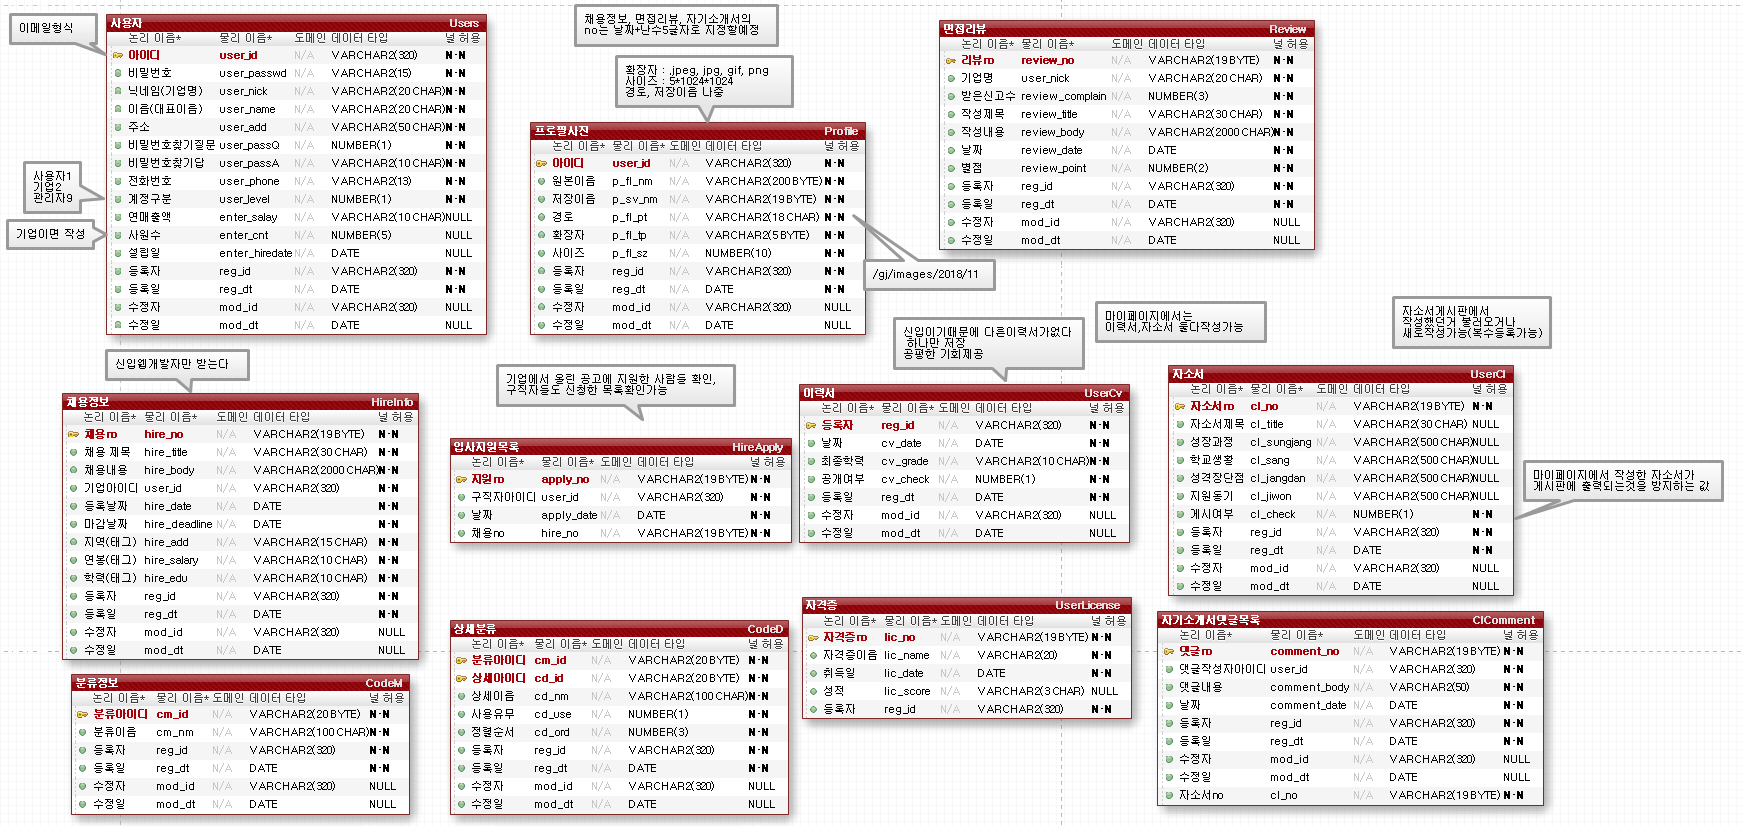 이메일형식
사용자 Users
논리 이름* 물리 이름* 도메인 데이터 타입 널 허용
아이디 user_id N/A VARCHAR2(320) N-N
비밀번호 user_passwd N/A VARCHAR2(15) N-N
닉네임(기업명) user_nick N/A VARCHAR2(20 CHAR) N-N
이름(대표이름) user_name N/A VARCHAR2(20 CHAR) N-N
주소 user_add N/A VARCHAR2(50 CHAR) N-N
비밀번호찾기질문 user_passQ N/A NUMBER(1) N-N
비밀번호찾기답 user_passA N/A VARCHAR2(10 CHAR) N-N
전화번호 user_phone N/A VARCHAR2(13) N-N
계정구분 user_level N/A NUMBER(1) N-N
연매출액 enter_salay N/A VARCHAR2(10 CHAR) NULL
사원수 enter_cnt N/A NUMBER(5) NULL
설립일 enter_hiredate N/A DATE NULL
등록자 reg_id N/A VARCHAR2(320) N-N
등록일 reg_dt N/A DATE N-N
수정자 mod_id N/A VARCHAR2(320) NULL
수정일 mod_dt N/A DATE NULL
사용자1
기업2
관리자9
기업이면 작성
채용정보, 면접리뷰, 자기소개서의
no는 날짜+난수5글자로 지정할예정
확장자 : .jpeg, jpg, gif, png
사이즈 : 5*1024*1024
경로, 저장이름 나중
프로필사진 Profile
논리 이름* 물리 이름* 도메인 데이터 타입 널 허용
아이디 user_id N/A VARCHAR2(320) N-N
원본이름 p_fl_nm N/A VARCHAR2(200 BYTE) N-N
저장이름 p_sv_nm N/A VARCHAR2(19 BYTE) N-N
경로 p_fl_pt N/A VARCHAR2(18 CHAR) N-N
확장자 p_fl_tp N/A VARCHAR2(5 BYTE) N-N
사이즈 p_fl_sz N/A NUMBER(10) N-N
등록자 reg_id N/A VARCHAR2(320) N-N
등록일 reg_dt N/A DATE N-N
수정자 mod_id N/A VARCHAR2(320) NULL
수정일 mod_dt N/A DATE NULL
/gj/images/2018/11
면접리뷰 Review
논리 이름* 물리 이름* 도메인 데이터 타입 널 허용
리뷰no review_no N/A VARCHAR2(19 BYTE) N-N
기업명 user_nick N/A VARCHAR2(20 CHAR) N-N
받은신고수 review_complain N/A NUMBER(3) N-N
작성제목 review_title N/A VARCHAR2(30 CHAR) N-N
작성내용 review_body N/A VARCHAR2(2000 CHAR) N-N
날짜 review_date N/A DATE N-N
별점 review_point N/A NUMBER(2) N-N
등록자 reg_id N/A VARCHAR2(320) N-N
등록일 reg_dt N/A DATE N-N
수정자 mod_id N/A VARCHAR2(320) NULL
수정일 mod_dt N/A DATE NULL
신입이기때문에 다른이력서가없다
하나만 저장
공평한 기회제공
마이페이지에서는
이력서,자소서 둘다작성가능
자소서게시판에서
작성했던거 불러오거나
새로작성가능(복수등록가능)
신입웹개발자만 받는다
채용정보 HireInfo
논리 이름* 물리 이름* 도메인 데이터 타입 널 허용
채용no hire_no N/A VARCHAR2(19 BYTE) N-N
채용 제목 hire_title N/A VARCHAR2(30 CHAR) N-N
채용내용 hire_body N/A VARCHAR2(2000 CHAR) N-N
기업아이디 user_id N/A VARCHAR2(320) N-N
등록날짜 hire_date N/A DATE N-N
마감날짜 hire_deadline N/A DATE N-N
지역(태그) hire_add N/A VARCHAR2(15 CHAR) N-N
연봉(태그) hire_salary N/A VARCHAR2(10 CHAR) N-N
학력(태그) hire_edu N/A VARCHAR2(10 CHAR) N-N
등록자 reg_id N/A VARCHAR2(320) N-N
등록일 reg_dt N/A DATE N-N
수정자 mod_id N/A VARCHAR2(320) NULL
수정일 mod_dt N/A DATE NULL
기업에서 올린 공고에 지원한 사람을 확인,
구직자등도 신청한 목록확인가능
입사지원목록 HireApply
논리 이름* 물리 이름* 도메인 데이터 타입 널 허용
지원no apply_no N/A VARCHAR2(19 BYTE) N-N
구직자아이디 user_id N/A VARCHAR2(320) N-N
날짜 apply_date N/A DATE N-N
채용no hire_no N/A VARCHAR2(19 BYTE) N-N
이력서 UserCv
논리 이름* 물리 이름* 도메인 데이터 타입 널 허용
등록자 reg_id N/A VARCHAR2(320) N-N
날짜 cv_date N/A DATE N-N
최종학력 cv_grade N/A VARCHAR2(10 CHAR) N-N
공개여부 cv_check N/A NUMBER(1) N-N
등록일 reg_dt N/A DATE N-N
수정자 mod_id N/A VARCHAR2(320) NULL
수정일 mod_dt N/A DATE NULL
자소서 UserCl
논리 이름* 물리 이름* 도메인 데이터 타입 널 허용
자소서no cl_no N/A VARCHAR2(19 BYTE) N-N
자소서제목 cl_title N/A VARCHAR2(30 CHAR) NULL
성장과정 cl_sungjang N/A VARCHAR2(500 CHAR) NULL
학교생활 cl_sang N/A VARCHAR2(500 CHAR) NULL
성격장단점 cl_jangdan N/A VARCHAR2(500 CHAR) NULL
지원동기 cl_jiwon N/A VARCHAR2(500 CHAR) NULL
게시여부 cl_check N/A NUMBER(1) N-N
등록자 reg_id N/A VARCHAR2(320) N-N
등록일 reg_dt N/A DATE N-N
수정자 mod_id N/A VARCHAR2(320) NULL
수정일 mod_dt N/A DATE NULL
마이페이지에서 작성한 자소서가
게시판에 출력되는것을 방지하는 값
분류정보 CodeM
논리 이름* 물리 이름* 도메인 데이터 타입 널 허용
분류아이디 cm_id N/A VARCHAR2(20 BYTE) N-N
분류이름 cm_nm N/A VARCHAR2(100 CHAR) N-N
등록자 reg_id N/A VARCHAR2(320) N-N
등록일 reg_dt N/A DATE N-N
수정자 mod_id N/A VARCHAR2(320) NULL
수정일 mod_dt N/A DATE NULL
상세분류 CodeD
논리 이름* 물리 이름* 도메인 데이터 타입 널 허용
분류아이디 cm_id N/A VARCHAR2(20 BYTE) N-N
상세아이디 cd_id N/A VARCHAR2(20 BYTE) N-N
상세이름 cd_nm N/A VARCHAR2(100 CHAR) N-N
사용유무 cd_use N/A NUMBER(1) N-N
정렬순서 cd_ord N/A NUMBER(3) N-N
등록자 reg_id N/A VARCHAR2(320) N-N
등록일 reg_dt N/A DATE N-N
수정자 mod_id N/A VARCHAR2(320) NULL
수정일 mod_dt N/A DATE NULL
자격증 UserLicense
논리 이름* 물리 이름* 도메인 데이터 타입 널 허용
자격증no lic_no N/A VARCHAR2(19 BYTE) N-N
자격증이름 lic_name N/A VARCHAR2(20) N-N
취득일 lic_date N/A DATE N-N
성적 lic_score N/A VARCHAR2(3 CHAR) NULL
등록자 reg_id N/A VARCHAR2(320) N-N
자기소개서댓글목록 ClComment
논리 이름* 물리 이름* 도메인 데이터 타입 널 허용
댓글no comment_no N/A VARCHAR2(19 BYTE) N-N
댓글작성자아이디 user_id N/A VARCHAR2(320) N-N
댓글내용 comment_body N/A VARCHAR2(50) N-N
날짜 comment_date N/A DATE N-N
등록자 reg_id N/A VARCHAR2(320) N-N
등록일 reg_dt N/A DATE N-N
수정자 mod_id N/A VARCHAR2(320) NULL
수정일 mod_dt N/A DATE NULL
자소서no cl_no N/A VARCHAR2(19 BYTE) N-N